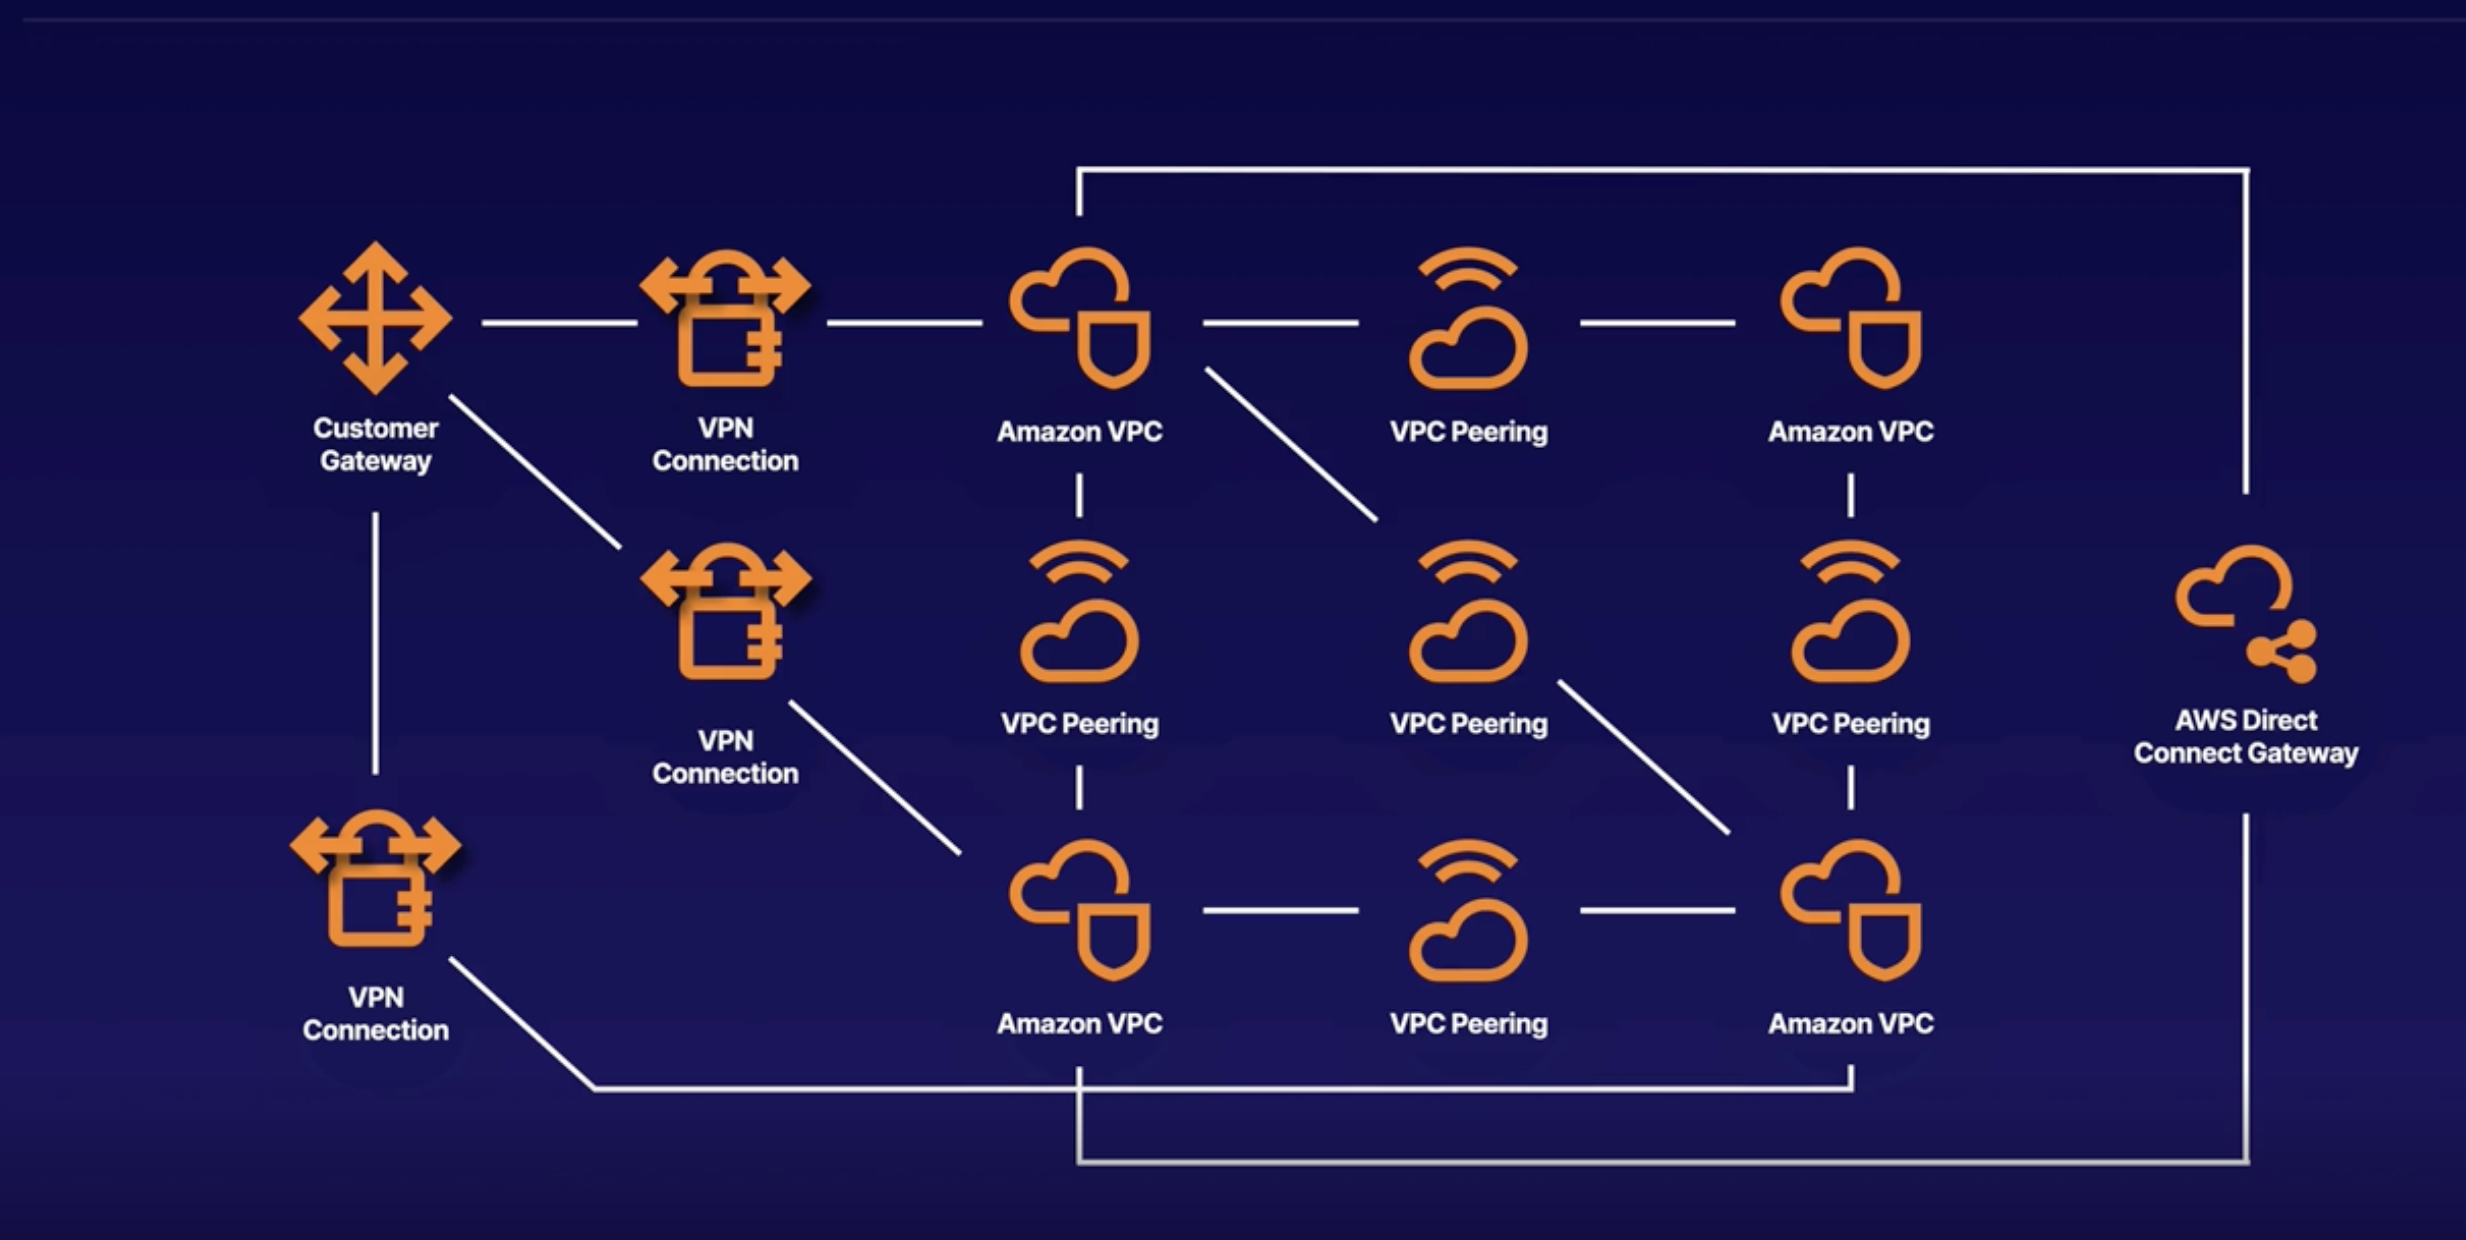 Customer
Gateway
VPN
Connection
Amazon VPC
VPC Peering
Amazon VPC
VPN
Connection
VPC Peering
VPC Peering
VPC Peering
AWS Direct
Connect Gateway
VPN
Connection
Amazon VPC
VPC Peering
Amazon VPC